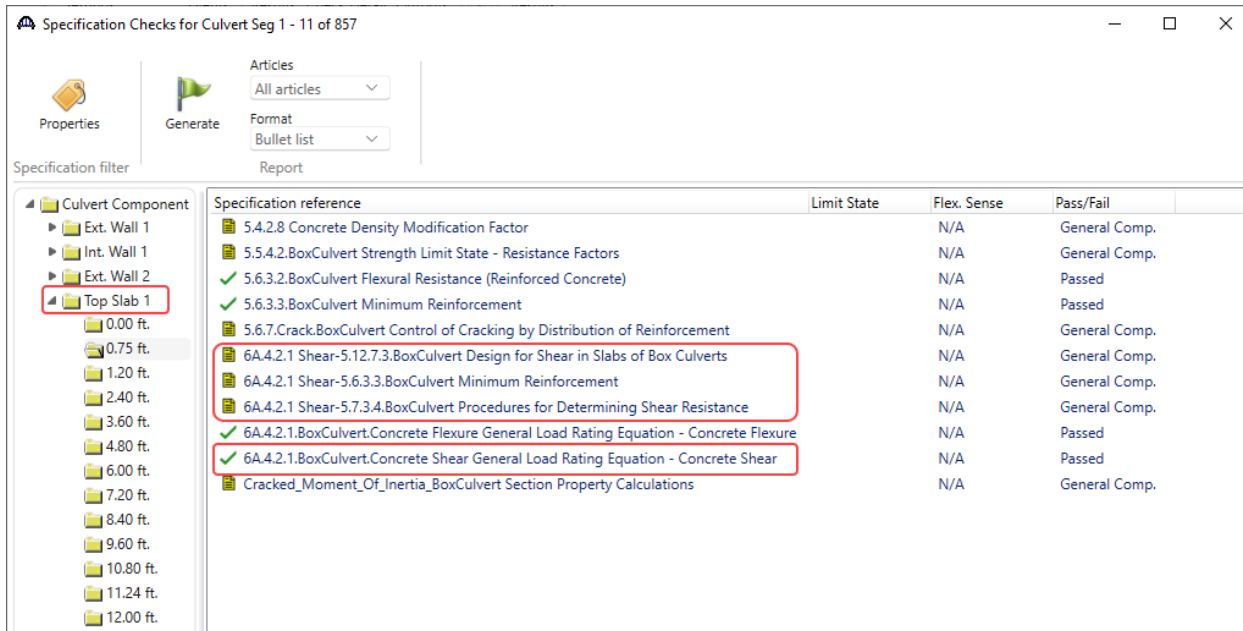 Specification Checks for Culvert Seg 1 - 11 of 857
Properties
Specification filter
Generate
Articles
All articles
Format
Bullet list
Report
Culvert Component
Ext. Wall 1
Int. Wall 1
Ext. Wall 2
Top Slab 1
0.00 ft.
0.75 ft.
1.20 ft.
2.40 ft.
3.60 ft.
4.80 ft.
6.00 ft.
7.20 ft.
8.40 ft.
9.60 ft.
10.80 ft.
11.24 ft.
12.00 ft.
Specification reference Limit State Flex. Sense Pass/Fail
5.4.2.8 Concrete Density Modification Factor N/A General Comp.
5.5.4.2.BoxCulvert Strength Limit State - Resistance Factors N/A General Comp.
5.6.3.2.BoxCulvert Flexural Resistance (Reinforced Concrete) N/A Passed
5.6.3.3.BoxCulvert Minimum Reinforcement N/A Passed
5.6.7.Crack.BoxCulvert Control of Cracking by Distribution of Reinforcement N/A General Comp.
6A.4.2.1 Shear-5.12.7.3.BoxCulvert Design for Shear in Slabs of Box Culverts N/A General Comp.
6A.4.2.1 Shear-5.6.3.3.BoxCulvert Minimum Reinforcement N/A General Comp.
6A.4.2.1 Shear-5.7.3.4.BoxCulvert Procedures for Determining Shear Resistance N/A General Comp.
6A.4.2.1.BoxCulvert.Concrete Flexure General Load Rating Equation - Concrete Flexure N/A Passed
6A.4.2.1.BoxCulvert.Concrete Shear General Load Rating Equation - Concrete Shear N/A Passed
Cracked_Moment_Of_Inertia_BoxCulvert Section Property Calculations N/A General Comp.